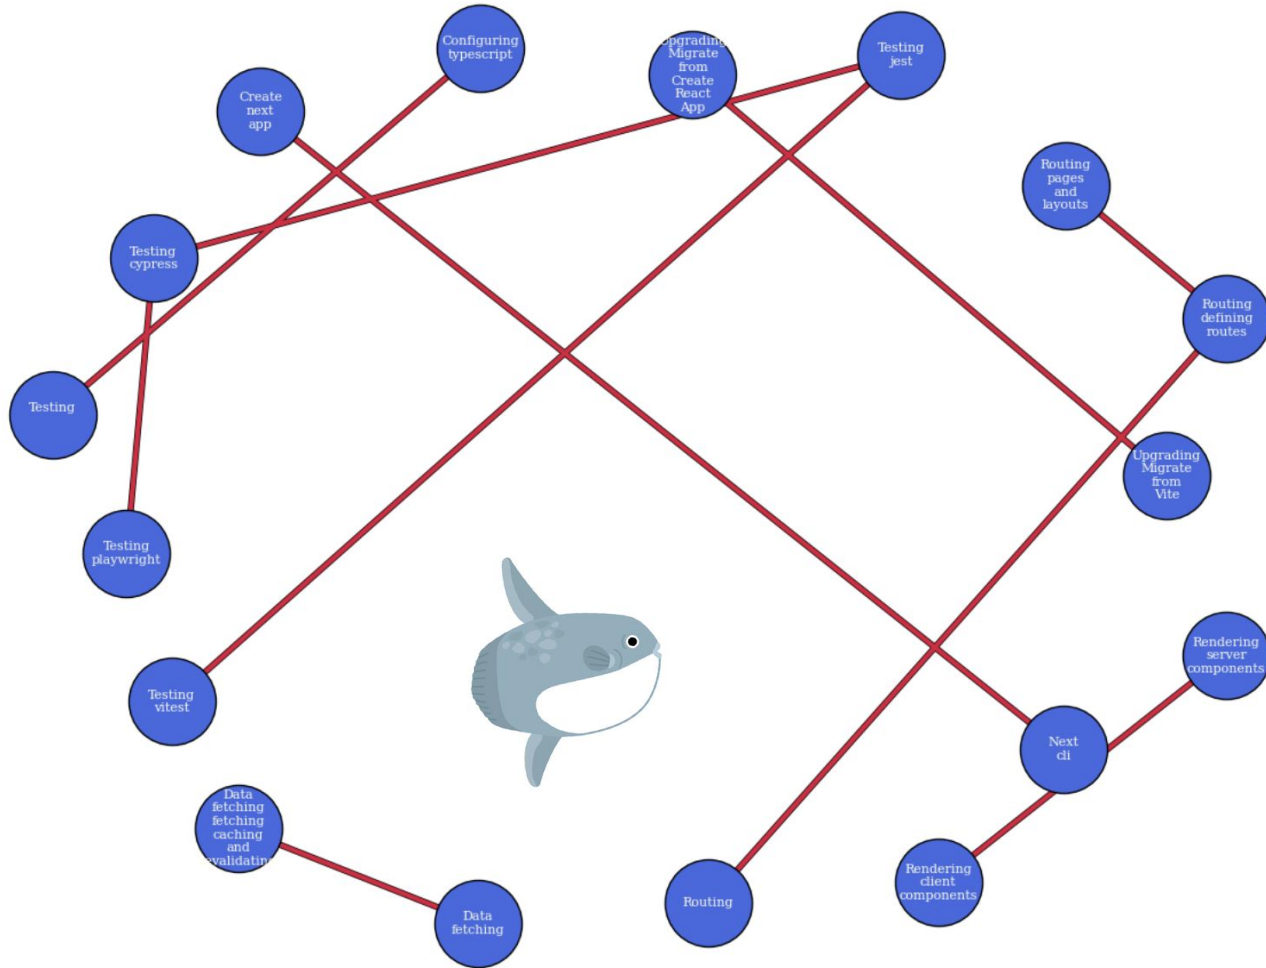 Configuring
typescript
Upgrading
Migrate
from
Create
React
App
Testing
jest
Create
next
app
Routing
pages
and
layouts
Testing
cypress
Routing
defining
routes
Testing
Upgrading
Migrate
from
Vite
Testing
playwright
Rendering
server
components
Testing
vitest
Next
cli
Data
fetching
fetching
caching
and
evalidatin
Rendering
client
components
Routing
Data
fetching